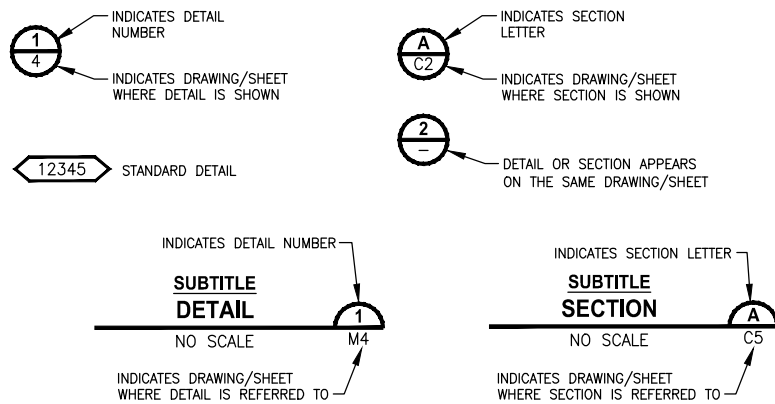 INDICATES DETAIL
NUMBER
1
4
INDICATES DRAWING/SHEET
WHERE DETAIL IS SHOWN
INDICATES SECTION
LETTER
A
C2
INDICATES DRAWING/SHEET
WHERE SECTION IS SHOWN
12345 STANDARD DETAIL
2
–
DETAIL OR SECTION APPEARS
ON THE SAME DRAWING/SHEET
INDICATES DETAIL NUMBER
SUBTITLE
DETAIL
1
NO SCALE
M4
INDICATES DRAWING/SHEET
WHERE DETAIL IS REFERRED TO
INDICATES SECTION LETTER
SUBTITLE
SECTION
A
NO SCALE
C5
INDICATES DRAWING/SHEET
WHERE SECTION IS REFERRED TO